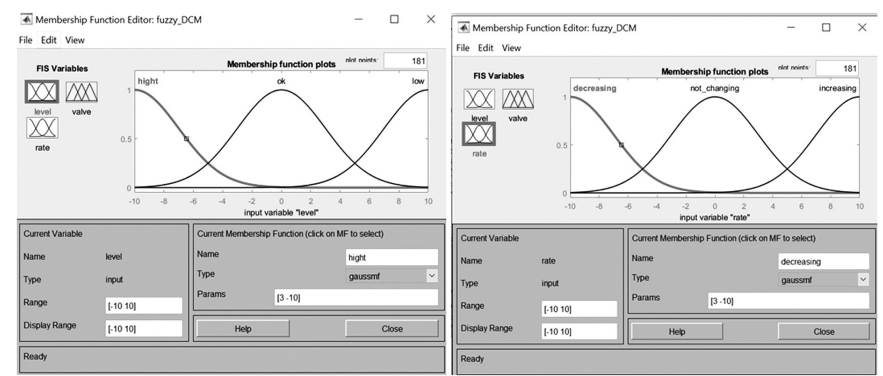 Membership Function Editor: fuzzy_DCM
File Edit View
FIS Variables
level
valve
rate
Membership function plots
plot points:
181
hight
ok
low
1
0.5
0
-10 -8 -6 -4 -2 0 2 4 6 8 10
input variable "level"
Current Variable
Name level
Type input
Range [-10 10]
Display Range [-10 10]
Current Membership Function (click on MF to select)
Name hight
Type gaussmf
Params [3 -10]
Help Close
Ready
Membership Function Editor: fuzzy_DCM
File Edit View
FIS Variables
level
valve
rate
Membership function plots
plot points:
181
decreasing
not_changing
increasing
1
0.5
0
-10 -8 -6 -4 -2 0 2 4 6 8 10
input variable "rate"
Current Variable
Name rate
Type input
Range [-10 10]
Display Range [-10 10]
Current Membership Function (click on MF to select)
Name decreasing
Type gaussmf
Params [3 -10]
Help Close
Ready